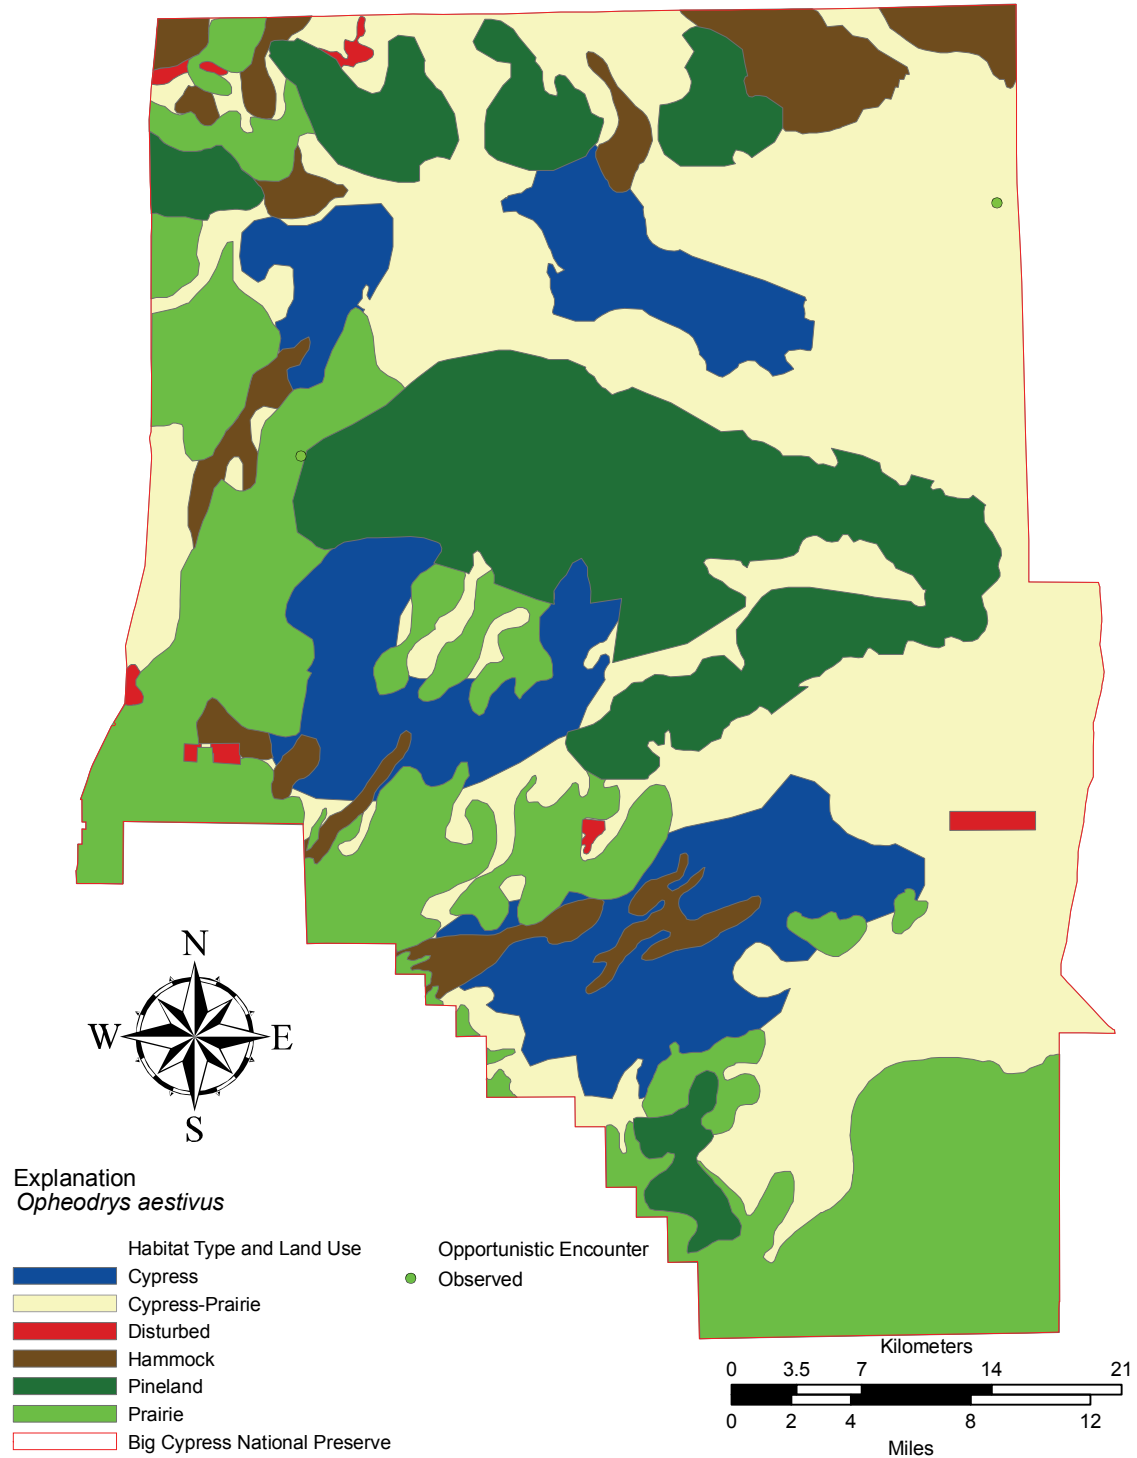 N
W E
S
Explanation
Opheodrys aestivus
Habitat Type and Land Use
Cypress
Cypress-Prairie
Disturbed
Hammock
Pineland
Prairie
Big Cypress National Preserve
Opportunistic Encounter
Observed
Kilometers
0 3.5 7 14 21
0 2 4 8 12
Miles